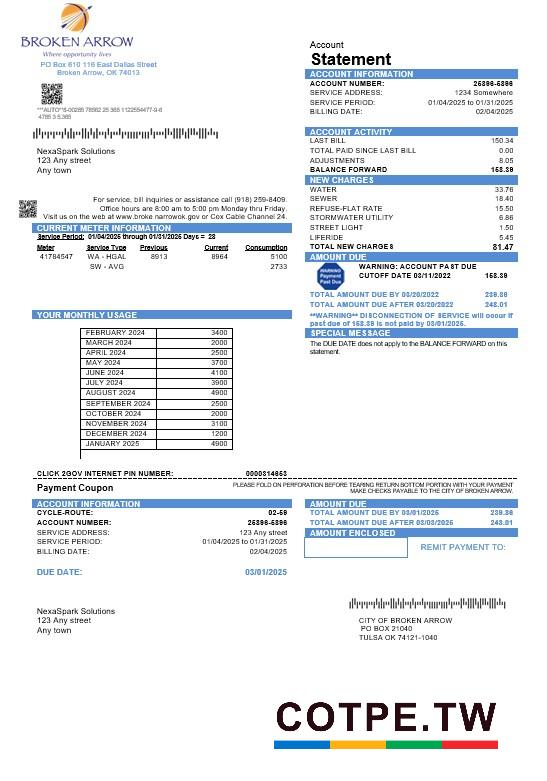 BROKEN ARROW
Where opportunity lives
PO Box 610 116 East Dallas Street
Broken Arrow, OK 74013
NexaSpark Solutions
123 Any street
Any town
For service, bill inquiries or assistance call (918) 259-8409.
Office hours are 8:00 am to 5:00 pm Monday thru Friday.
Visit us on the web at www.broke narrowok.gov or Cox Cable Channel 24.
CURRENT METER INFORMATION
Service Period: 01/04/2025 through 01/31/2025 Days = 28
Meter Service Type Previous Current Consumption
41784547 WA - HGAL 8913 8964 5100
SW - AVG 2733
YOUR MONTHLY USAGE
FEBRUARY 2024 3400
MARCH 2024 2000
APRIL 2024 2500
MAY 2024 3700
JUNE 2024 4100
JULY 2024 3900
AUGUST 2024 4900
SEPTEMBER 2024 2500
OCTOBER 2024 2000
NOVEMBER 2024 3100
DECEMBER 2024 1200
JANUARY 2025 4900
Account
Statement
ACCOUNT INFORMATION
ACCOUNT NUMBER: 25896-5896
SERVICE ADDRESS: 1234 Somewhere
SERVICE PERIOD: 01/04/2025 to 01/31/2025
BILLING DATE: 02/04/2025
ACCOUNT ACTIVITY
LAST BILL 150.34
TOTAL PAID SINCE LAST BILL 0.00
ADJUSTMENTS 8.05
BALANCE FORWARD 158.39
NEW CHARGES
WATER 33.76
SEWER 18.40
REFUSE-FLAT RATE 15.50
STORMWATER UTILITY 6.86
STREET LIGHT 1.50
LIFERIDE 5.45
TOTAL NEW CHARGES 81.47
AMOUNT DUE
WARNING
Payment
Past Due
WARNING: ACCOUNT PAST DUE
CUTOFF DATE 03/11/2022 158.39
TOTAL AMOUNT DUE BY 03/20/2022 239.86
TOTAL AMOUNT DUE AFTER 03/20/2022 248.01
**WARNING** DISCONNECTION OF SERVICE will occur if
past due of 158.39 is not paid by 03/01/2025.
SPECIAL MESSAGE
The DUE DATE does not apply to the BALANCE FORWARD on this
statement.
CLICK 2GOV INTERNET PIN NUMBER: 0000314653
PLEASE FOLD ON PERFORATION BEFORE TEARING RETURN BOTTOM PORTION WITH YOUR PAYMENT
Payment Coupon
MAKE CHECKS PAYABLE TO THE CITY OF BROKEN ARROW.
ACCOUNT INFORMATION
CYCLE-ROUTE: 02-59
ACCOUNT NUMBER: 25896-5896
SERVICE ADDRESS: 123 Any street
SERVICE PERIOD: 01/04/2025 to 01/31/2025
BILLING DATE: 02/04/2025
DUE DATE: 03/01/2025
AMOUNT DUE
TOTAL AMOUNT DUE BY 03/01/2025 239.86
TOTAL AMOUNT DUE AFTER 03/03/2025 248.01
AMOUNT ENCLOSED
REMIT PAYMENT TO:
NexaSpark Solutions
123 Any street
Any town
CITY OF BROKEN ARROW
PO BOX 21040
TULSA OK 74121-1040
COTPE.TW